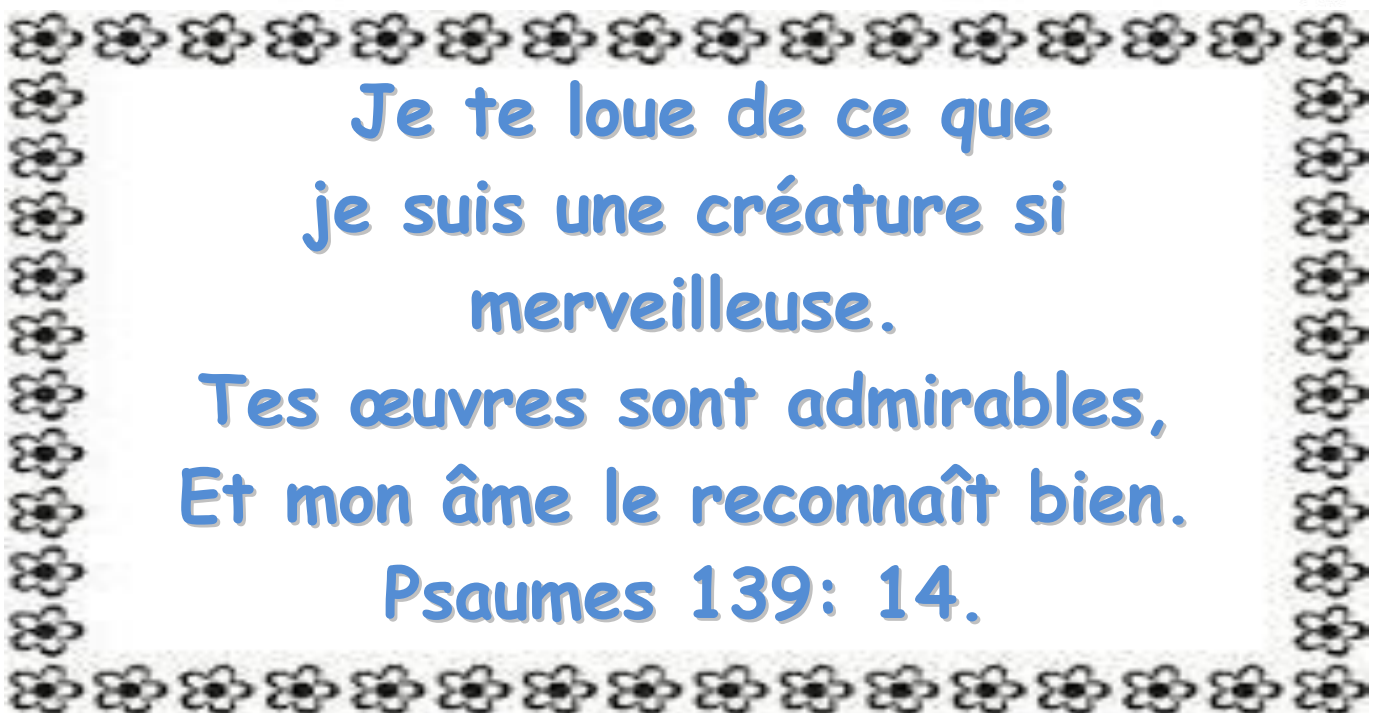 Je te loue de ce que
je suis une créature si
merveilleuse.
Tes œuvres sont admirables,
Et mon âme le reconnaît bien.
Psaumes 139: 14.